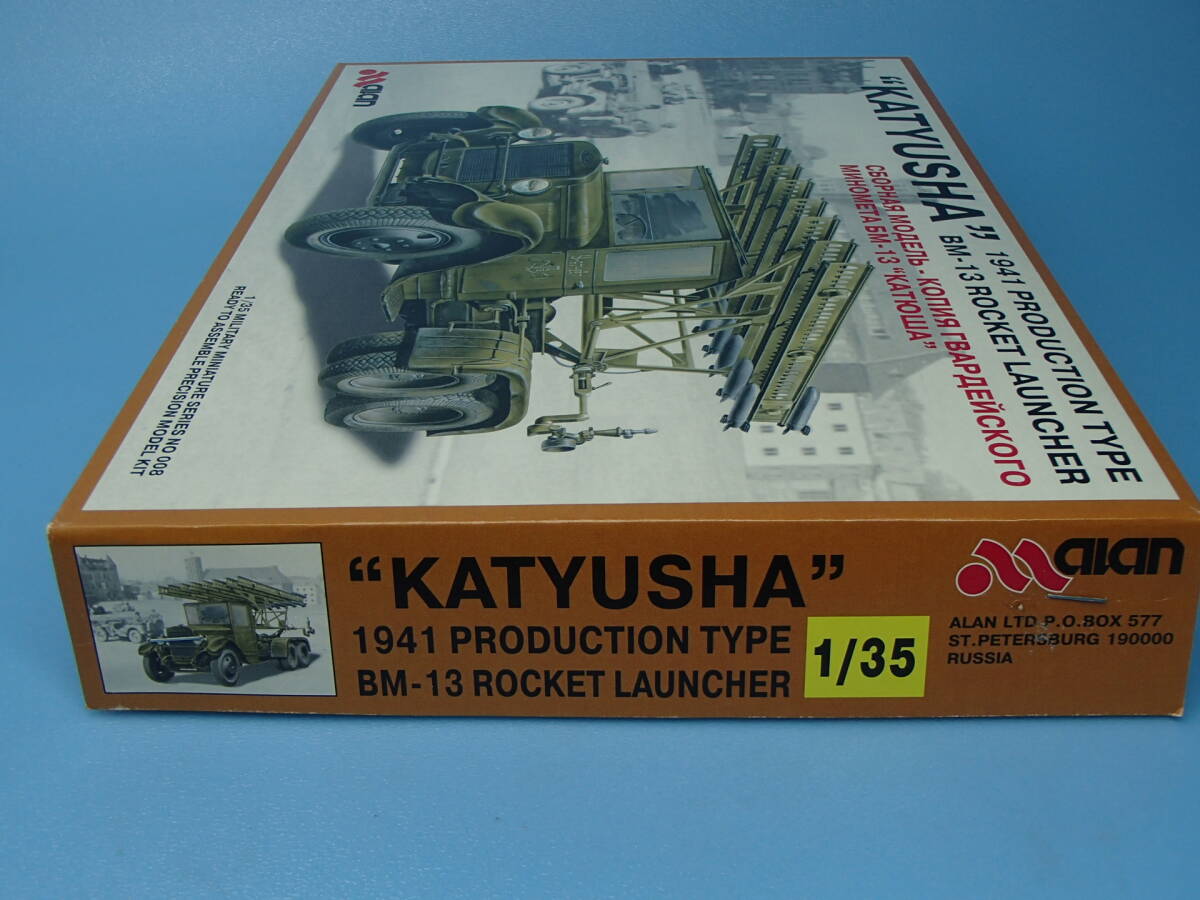 alan
"KATYUSHA" 1941 PRODUCTION TYPE
BM-13 ROCKET LAUNCHER
СБОРНАЯ МОДЕЛЬ - КОПИЯ ГВАРДЕЙСКОГО
МИНОМЕТА БМ-13 "КАТЮША"
1/35 MILITARY MINIATURE SERIES NO 008
READY TO ASSEMBLE PRECISION MODEL KIT
"KATYUSHA"
1941 PRODUCTION TYPE
BM-13 ROCKET LAUNCHER
1/35
alan
ALAN LTD P.O.BOX 577
ST.PETERSBURG 190000
RUSSIA